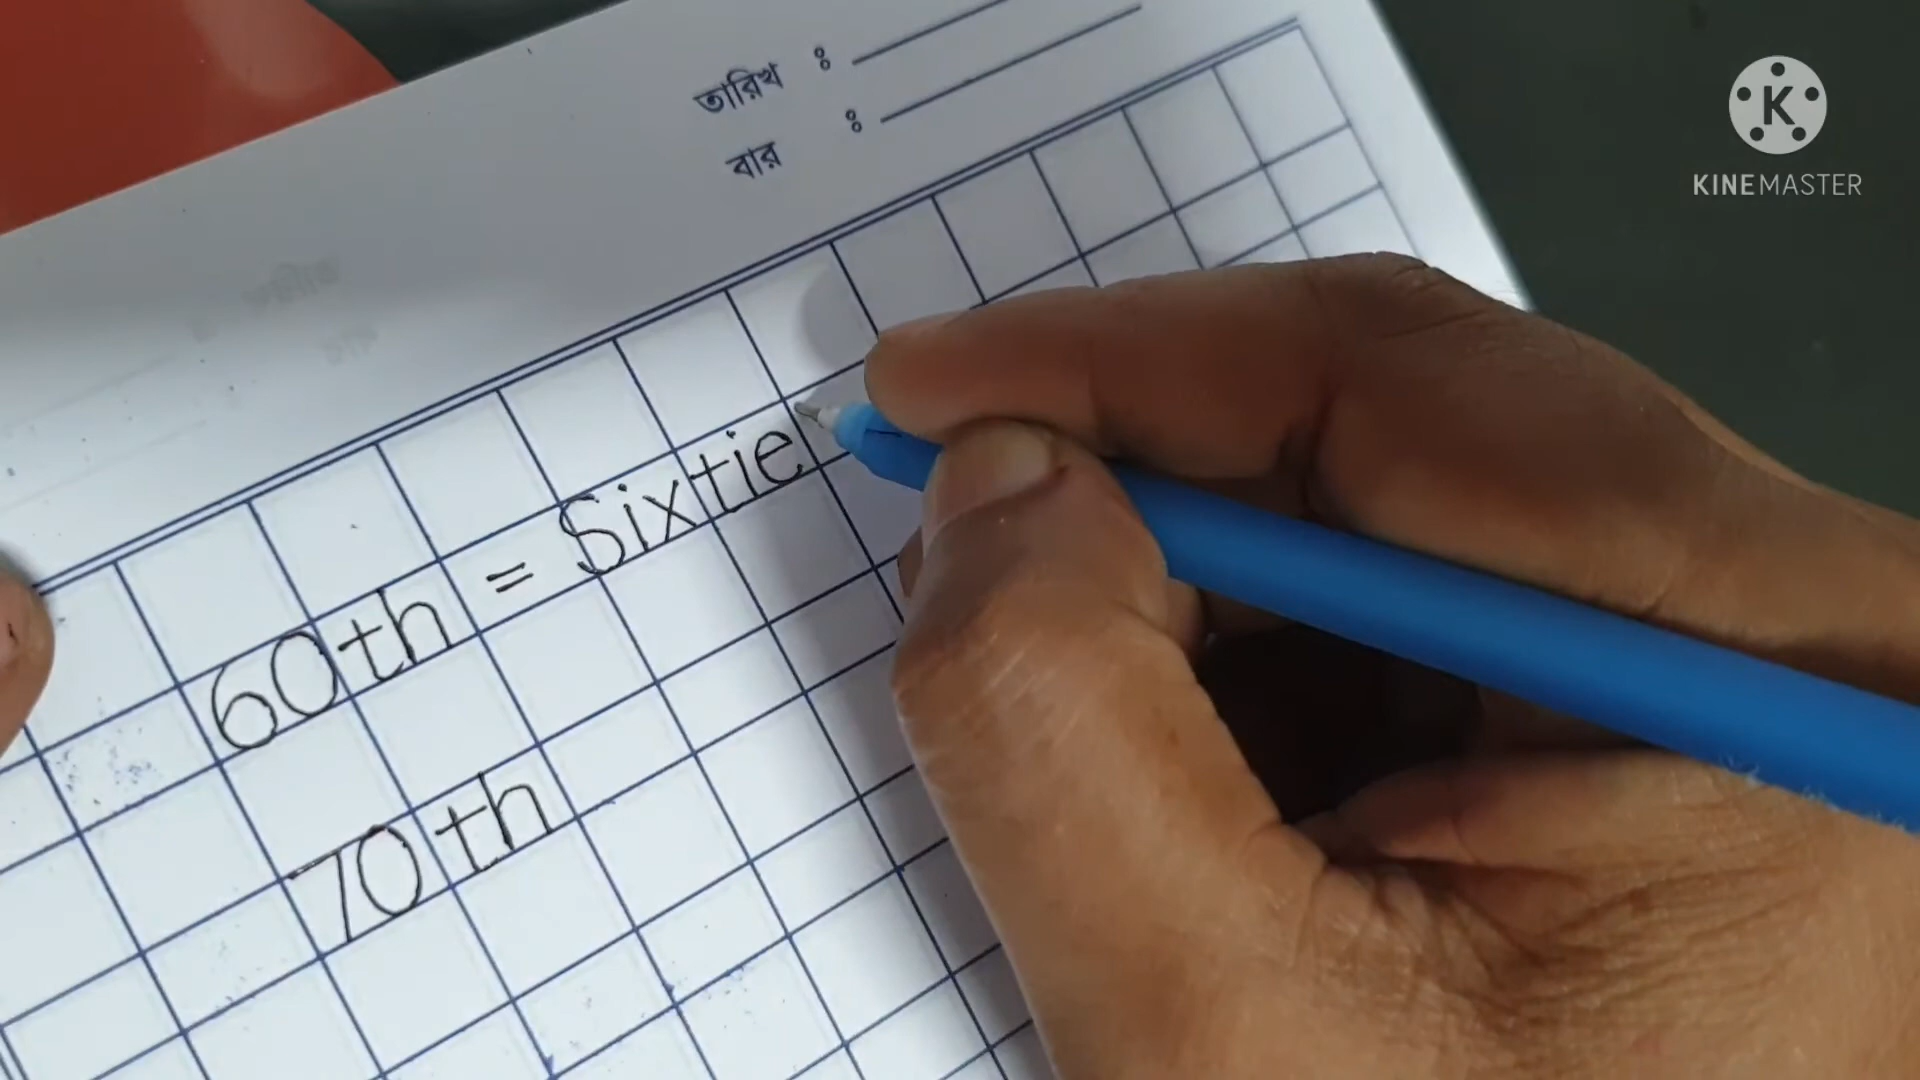 তারিখ :
বার :
60th = Sixtie
70th
KINEMASTER